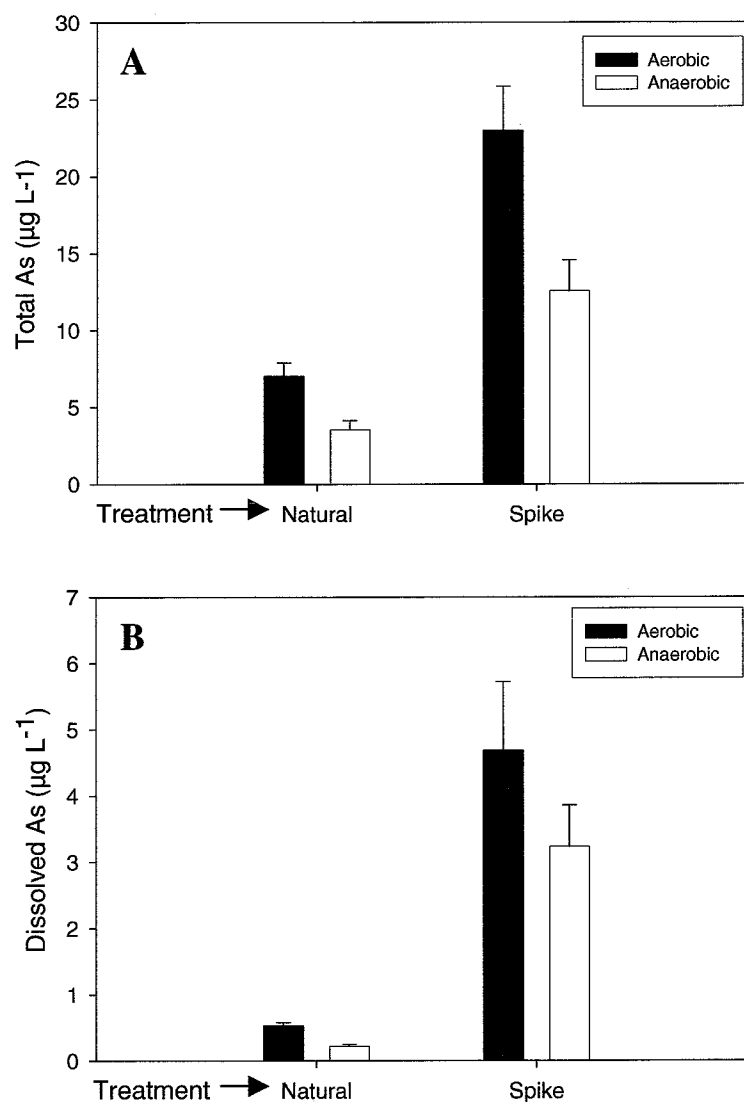 A
Aerobic
Anaerobic
Total As (µg L-1)
30
25
20
15
10
5
0
Treatment → Natural Spike
B
Aerobic
Anaerobic
Dissolved As (µg L⁻¹)
7
6
5
4
3
2
1
0
Treatment → Natural Spike